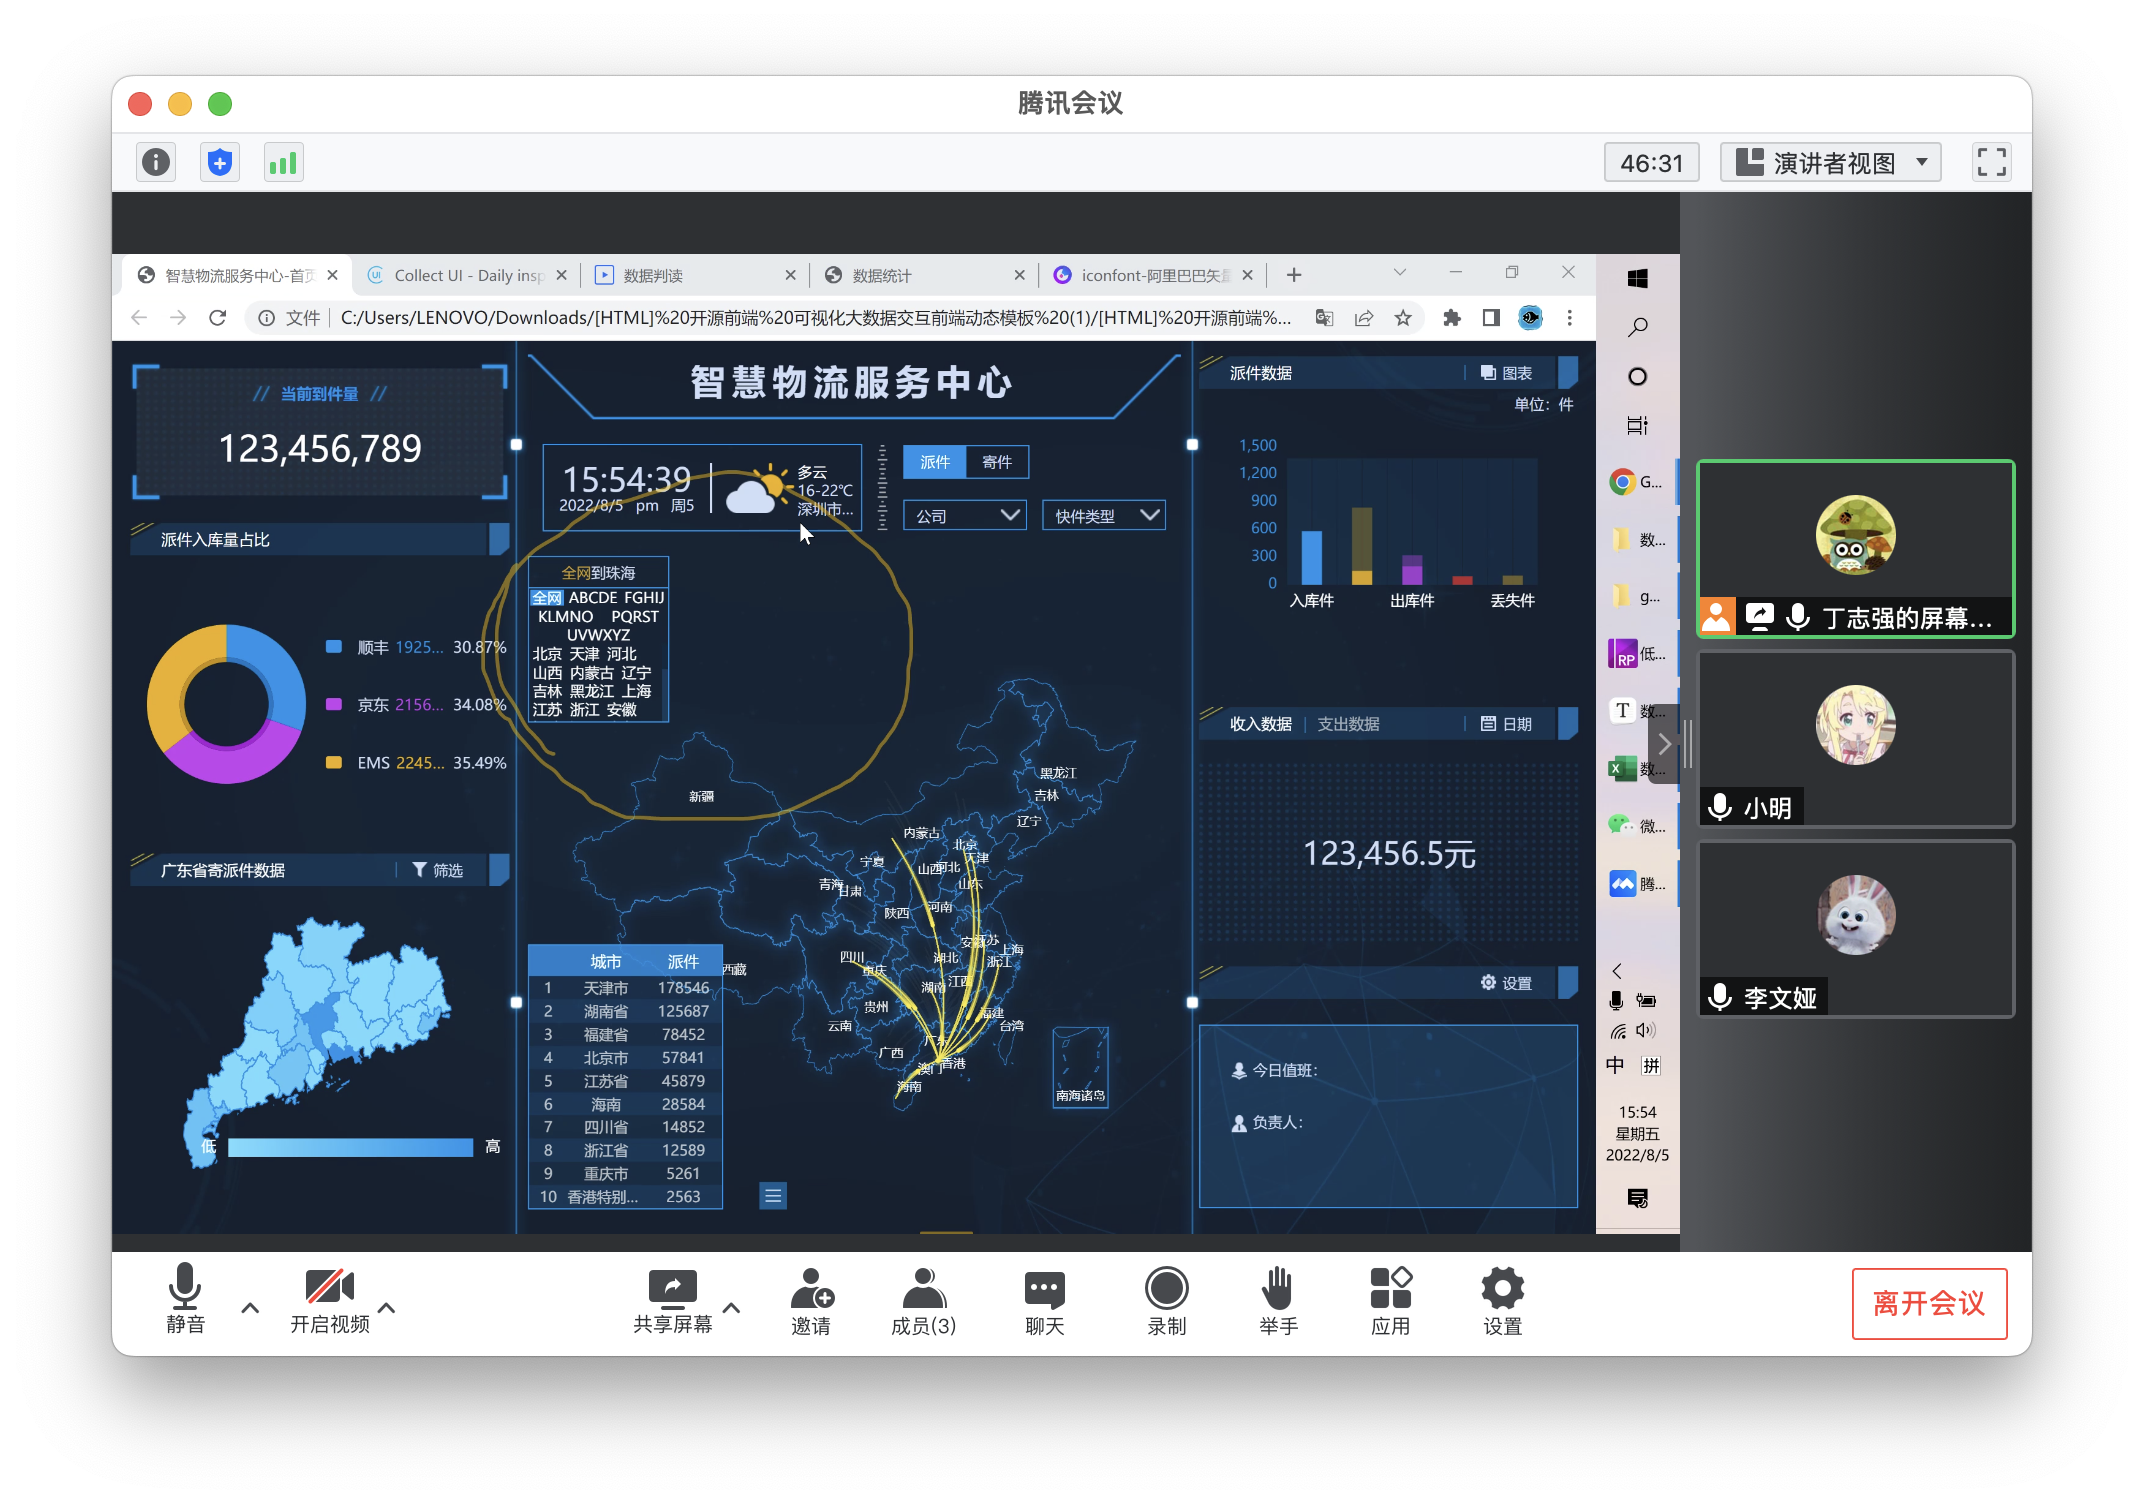 腾讯会议
46:31
演讲者视图
智慧物流服务中心-首页
Collect UI - Daily insp
数据判读
数据统计
iconfont-阿里巴巴矢量
文件
C:/Users/LENOVO/Downloads/[HTML]%20开源前端%20可视化大数据交互前端动态模板%20(1)/[HTML]%20开源前端%...
// 当前到件量 //
123,456,789
派件入库量占比
顺丰 1925... 30.87%
京东 2156... 34.08%
EMS 2245... 35.49%
广东省寄派件数据
筛选
低
高
智慧物流服务中心
15:54:39
2022/8/5 pm 周5
多云
16-22℃
深圳市...
派件 寄件
公司
快件类型
全网到珠海
全网 ABCDE FGHIJ
KLMNO PQRST
UVWXYZ
北京 天津 河北
山西 内蒙古 辽宁
吉林 黑龙江 上海
江苏 浙江 安徽
新疆
黑龙江
吉林
辽宁
内蒙古
北京
天津
宁夏
山西
河北
青海
甘肃
山东
陕西
河南
四川
重庆
安徽
江苏
上海
湖北
浙江
西藏
湖南
江西
贵州
福建
云南
台湾
广东
广西
澳门
香港
海南
南海诸岛
城市 派件
1 天津市 178546
2 湖南省 125687
3 福建省 78452
4 北京市 57841
5 江苏省 45879
6 海南 28584
7 四川省 14852
8 浙江省 12589
9 重庆市 5261
10 香港特别... 2563
派件数据
图表
单位：件
1,500
1,200
900
600
300
0
入库件 出库件 丢失件
收入数据
支出数据
日期
123,456.5元
设置
今日值班：
负责人：
G...
数...
g...
RP 低...
T 数...
数...
微...
腾...
中 拼
15:54
星期五
2022/8/5
丁志强的屏幕...
小明
李文娅
静音
开启视频
共享屏幕
邀请
成员(3)
聊天
录制
举手
应用
设置
离开会议